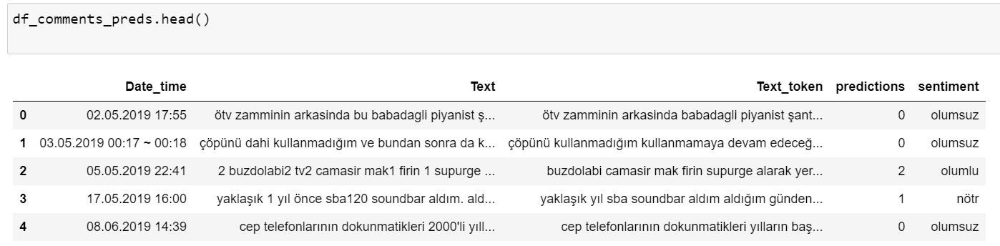 df_comments_preds.head()
Date_time Text Text_token predictions sentiment
0 02.05.2019 17:55 ötv zamminin arkasinda bu babadagli piyanist ş... ötv zamminin arkasinda babadagli piyanist şant... 0 olumsuz
1 03.05.2019 00:17 ~ 00:18 çöpünü dahi kullanmadığım ve bundan sonra da k... çöpünü kullanmadığım kullanmamaya devam edeceğ... 0 olumsuz
2 05.05.2019 22:41 2 buzdolabi2 tv2 camasir mak1 firin 1 supurge ... buzdolabi camasir mak firin supurge alarak yer... 2 olumlu
3 17.05.2019 16:00 yaklaşık 1 yıl önce sba120 soundbar aldım. ald... yaklaşık yıl sba soundbar aldım aldığım günden... 1 nötr
4 08.06.2019 14:39 cep telefonlarının dokunmatikleri 2000'li yıll... cep telefonlarının dokunmatikleri yılların baş... 0 olumsuz